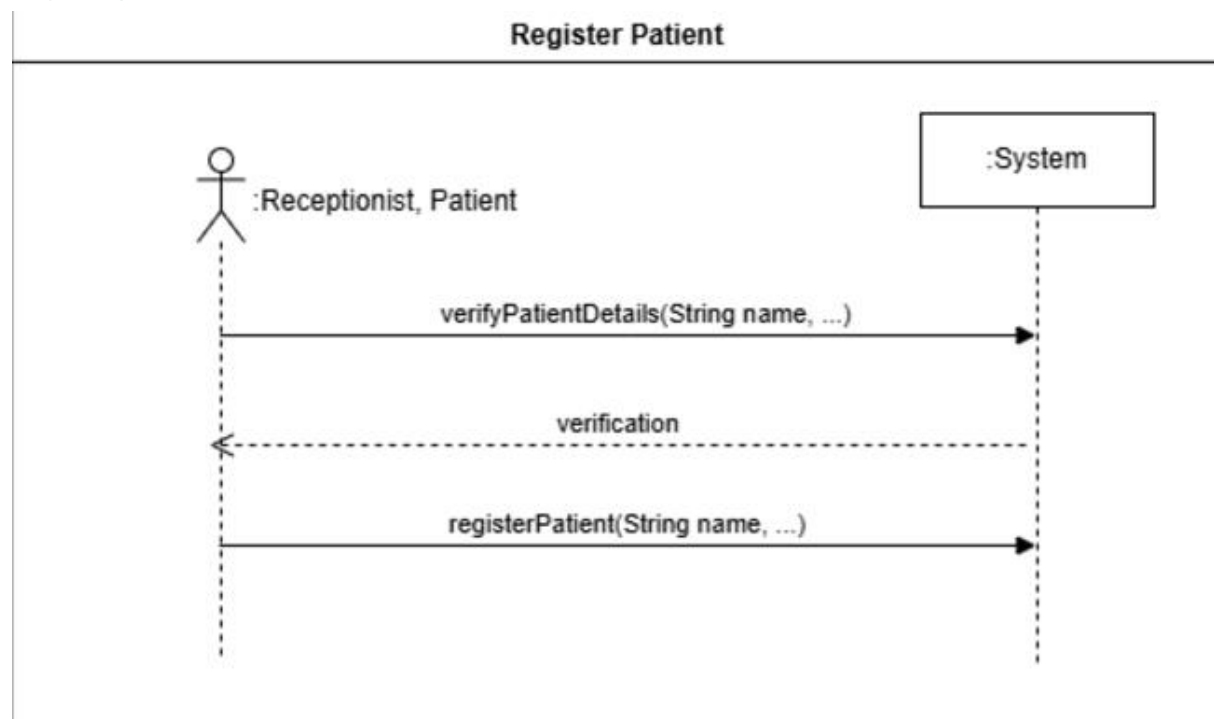 Register Patient
:System
:Receptionist, Patient
verifyPatientDetails(String name, ...)
verification
registerPatient(String name, ...)